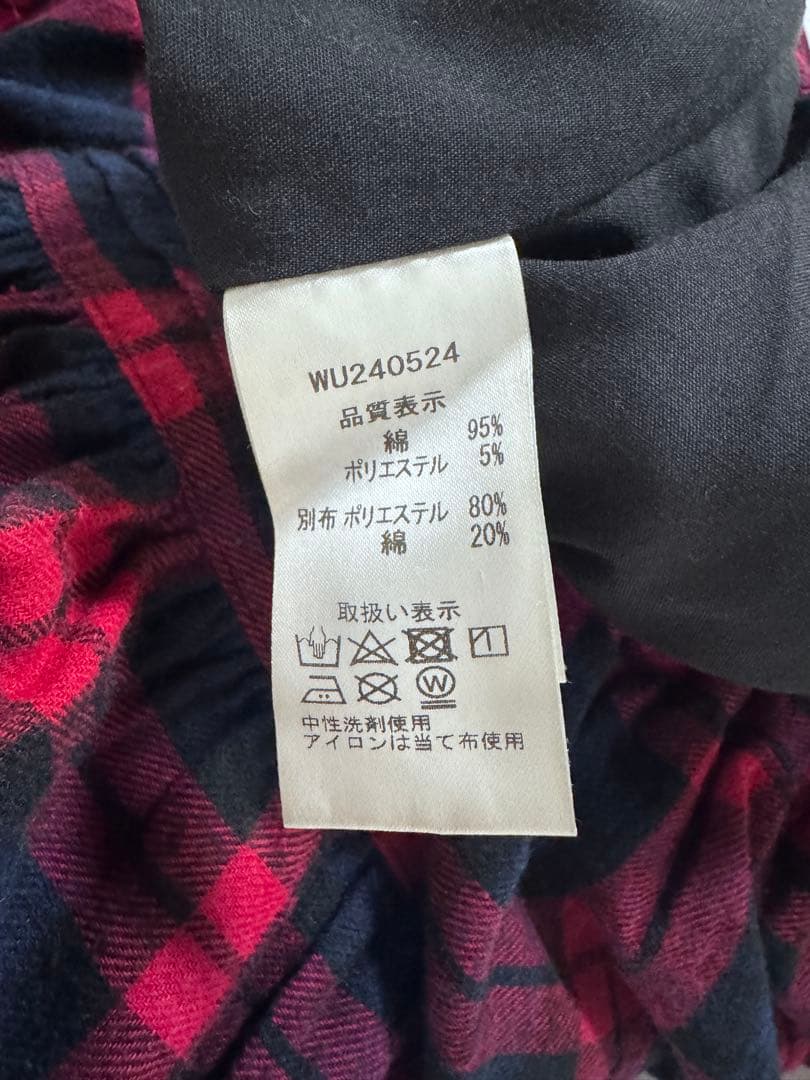 WU240524
品質表示
綿 95%
ポリエステル 5%
別布 ポリエステル 80%
綿 20%
取扱い表示
W
中性洗剤使用
アイロンは当て布使用